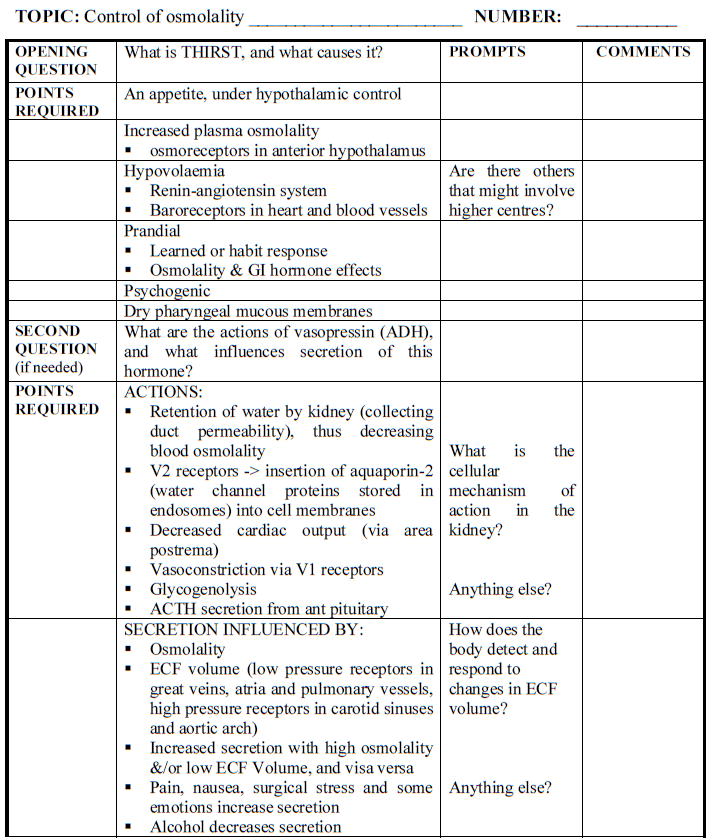 TOPIC: Control of osmolality ______________________ NUMBER: __________
OPENING QUESTION
What is THIRST, and what causes it?
PROMPTS
COMMENTS
POINTS REQUIRED
An appetite, under hypothalamic control
Increased plasma osmolality
▪ osmoreceptors in anterior hypothalamus
Hypovolaemia
▪ Renin-angiotensin system
▪ Baroreceptors in heart and blood vessels
Are there others
that might involve
higher centres?
Prandial
▪ Learned or habit response
▪ Osmolality & GI hormone effects
Psychogenic
Dry pharyngeal mucous membranes
SECOND
QUESTION
(if needed)
What are the actions of vasopressin (ADH),
and what influences secretion of this
hormone?
POINTS
REQUIRED
ACTIONS:
▪ Retention of water by kidney (collecting
duct permeability), thus decreasing
blood osmolality
▪ V2 receptors -> insertion of aquaporin-2
(water channel proteins stored in
endosomes) into cell membranes
▪ Decreased cardiac output (via area
postrema)
▪ Vasoconstriction via V1 receptors
▪ Glycogenolysis
▪ ACTH secretion from ant pituitary
What is the
cellular
mechanism of
action in the
kidney?
Anything else?
SECRETION INFLUENCED BY:
▪ Osmolality
▪ ECF volume (low pressure receptors in
great veins, atria and pulmonary vessels,
high pressure receptors in carotid sinuses
and aortic arch)
▪ Increased secretion with high osmolality
&/or low ECF Volume, and visa versa
▪ Pain, nausea, surgical stress and some
emotions increase secretion
▪ Alcohol decreases secretion
How does the
body detect and
respond to
changes in ECF
volume?
Anything else?